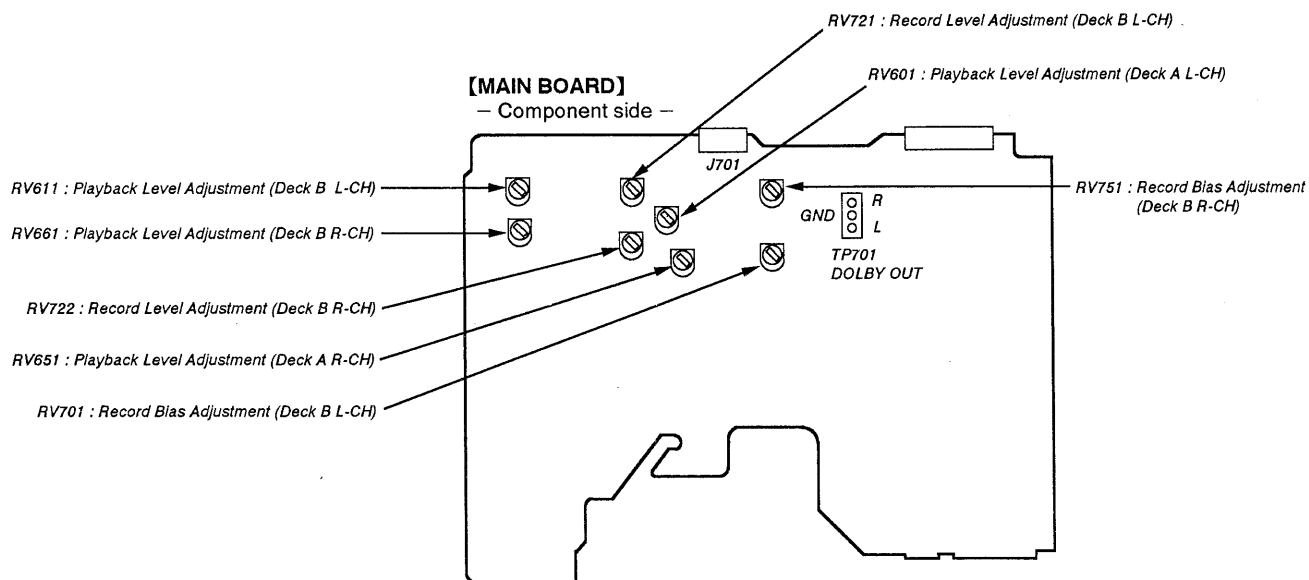 RV721 : Record Level Adjustment (Deck B L-CH)
RV601 : Playback Level Adjustment (Deck A L-CH)
【MAIN BOARD】
– Component side –
J701
RV611 : Playback Level Adjustment (Deck B L-CH)
RV751 : Record Bias Adjustment
(Deck B R-CH)
R
GND
L
RV661 : Playback Level Adjustment (Deck B R-CH)
TP701
DOLBY OUT
RV722 : Record Level Adjustment (Deck B R-CH)
RV651 : Playback Level Adjustment (Deck A R-CH)
RV701 : Record Bias Adjustment (Deck B L-CH)